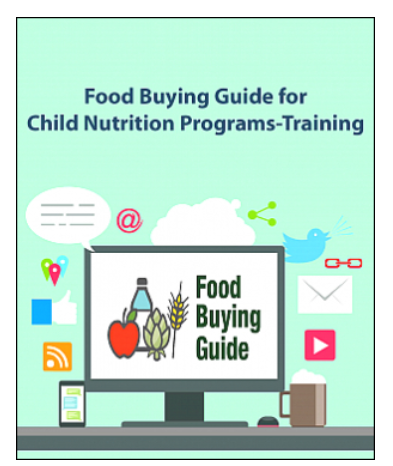 Food Buying Guide for
Child Nutrition Programs-Training
@
Food
Buying
Guide